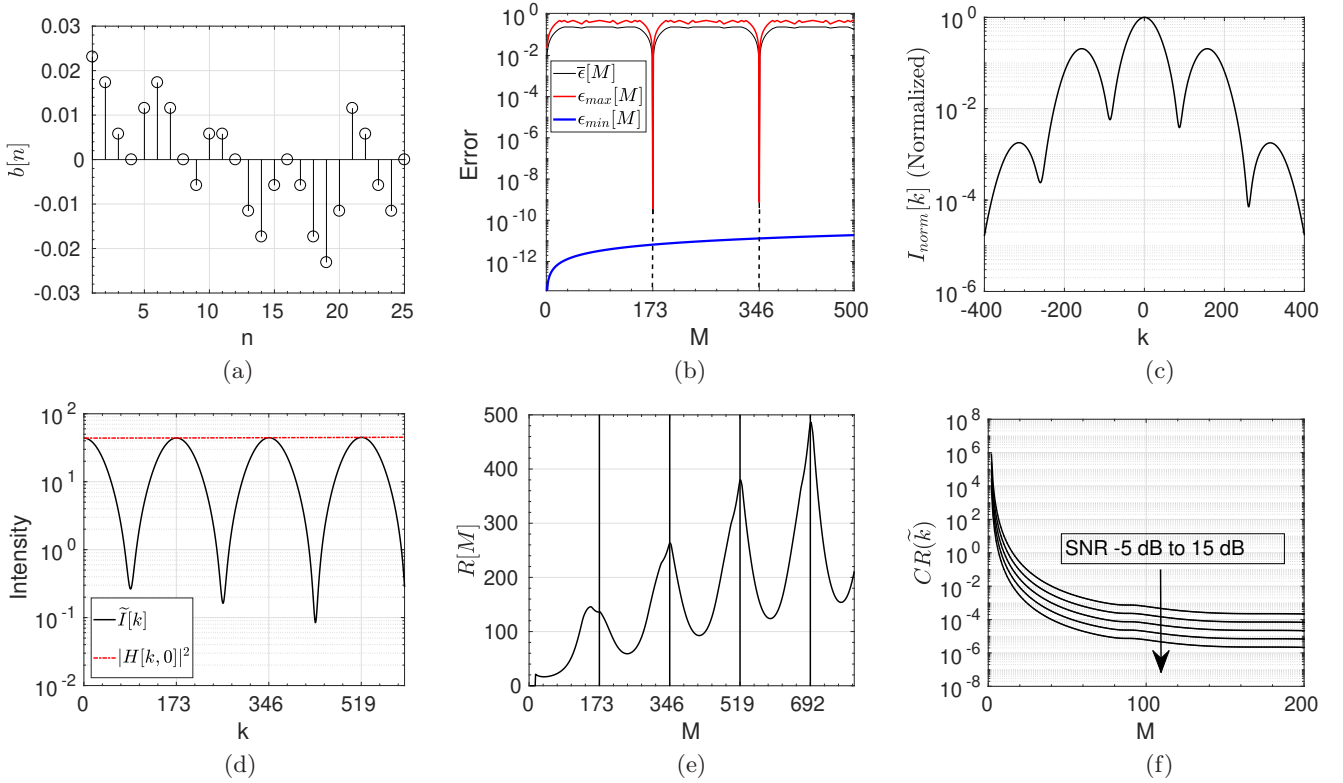 0.03
0.02
0.01
0
-0.01
-0.02
-0.03
b[n]
5
10
15
20
25
n
(a)
10^0
10^-2
10^-4
10^-6
10^-8
10^-10
10^-12
Error
ϵ̅[M]
ϵ_max[M]
ϵ_min[M]
0
173
346
500
M
(b)
10^0
10^-2
10^-4
10^-6
I_norm[k] (Normalized)
-400
-200
0
200
400
k
(c)
10^2
10^1
10^0
10^-1
10^-2
Intensity
Ĩ[k]
|H[k,0]|^2
0
173
346
519
k
(d)
500
400
300
200
100
0
R[M]
0
173
346
519
692
M
(e)
10^8
10^6
10^4
10^2
10^0
10^-2
10^-4
10^-6
10^-8
CR(k̃)
SNR -5 dB to 15 dB
0
100
200
M
(f)